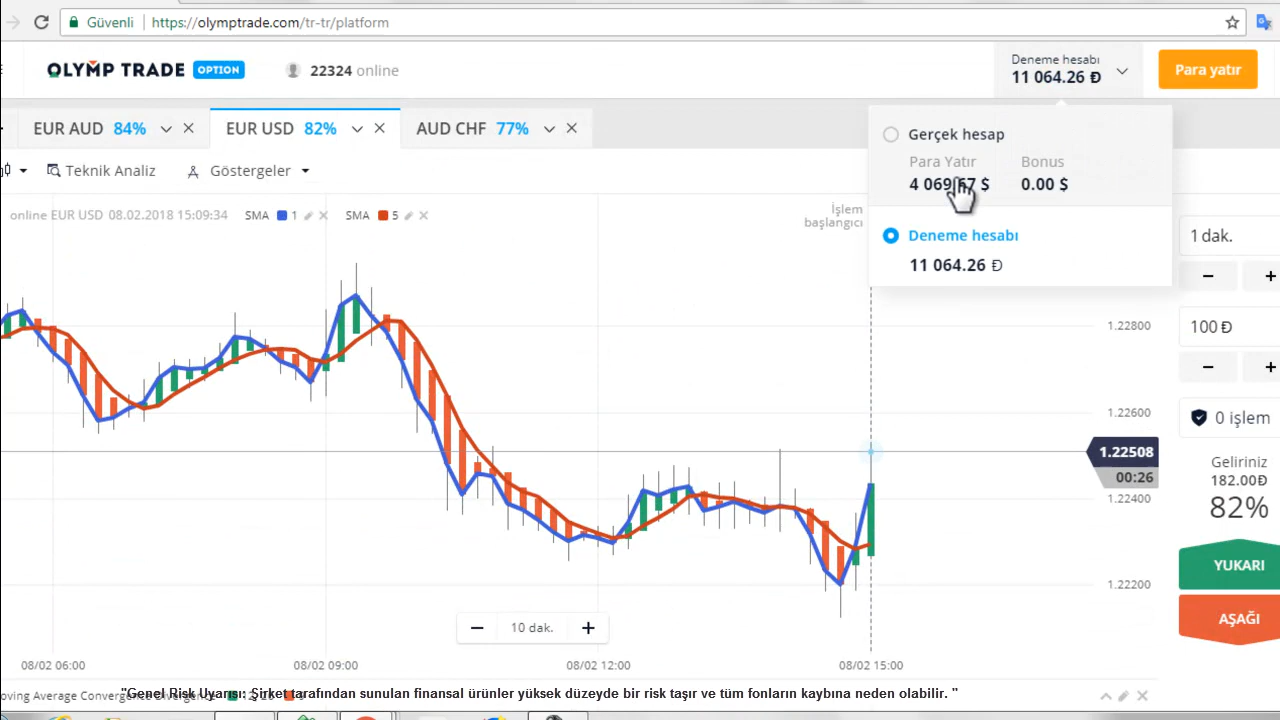 Güvenli https://olymptrade.com/tr-tr/platform
OLYMP TRADE OPTION 22324 online
Deneme hesabı
11 064.26 Đ
Para yatır
EUR AUD 84% EUR USD 82% AUD CHF 77%
Gerçek hesap
Para Yatır Bonus
4 069.67 $ 0.00 $
Deneme hesabı
11 064.26 Đ
Teknik Analiz Göstergeler
online EUR USD 08.02.2018 15:09:34 SMA 1 SMA 5
İşlem
başlangıcı
1 dak.
− +
100 Đ
− +
0 işlem
Geliriniz
182.00Đ
82%
YUKARI
AŞAĞI
1.22800
1.22600
1.22508
00:26
1.22400
1.22200
− 10 dak. +
08/02 06:00 08/02 09:00 08/02 12:00 08/02 15:00
"Genel Risk Uyarısı: Şirket tarafından sunulan finansal ürünler yüksek düzeyde bir risk taşır ve tüm fonların kaybına neden olabilir. "